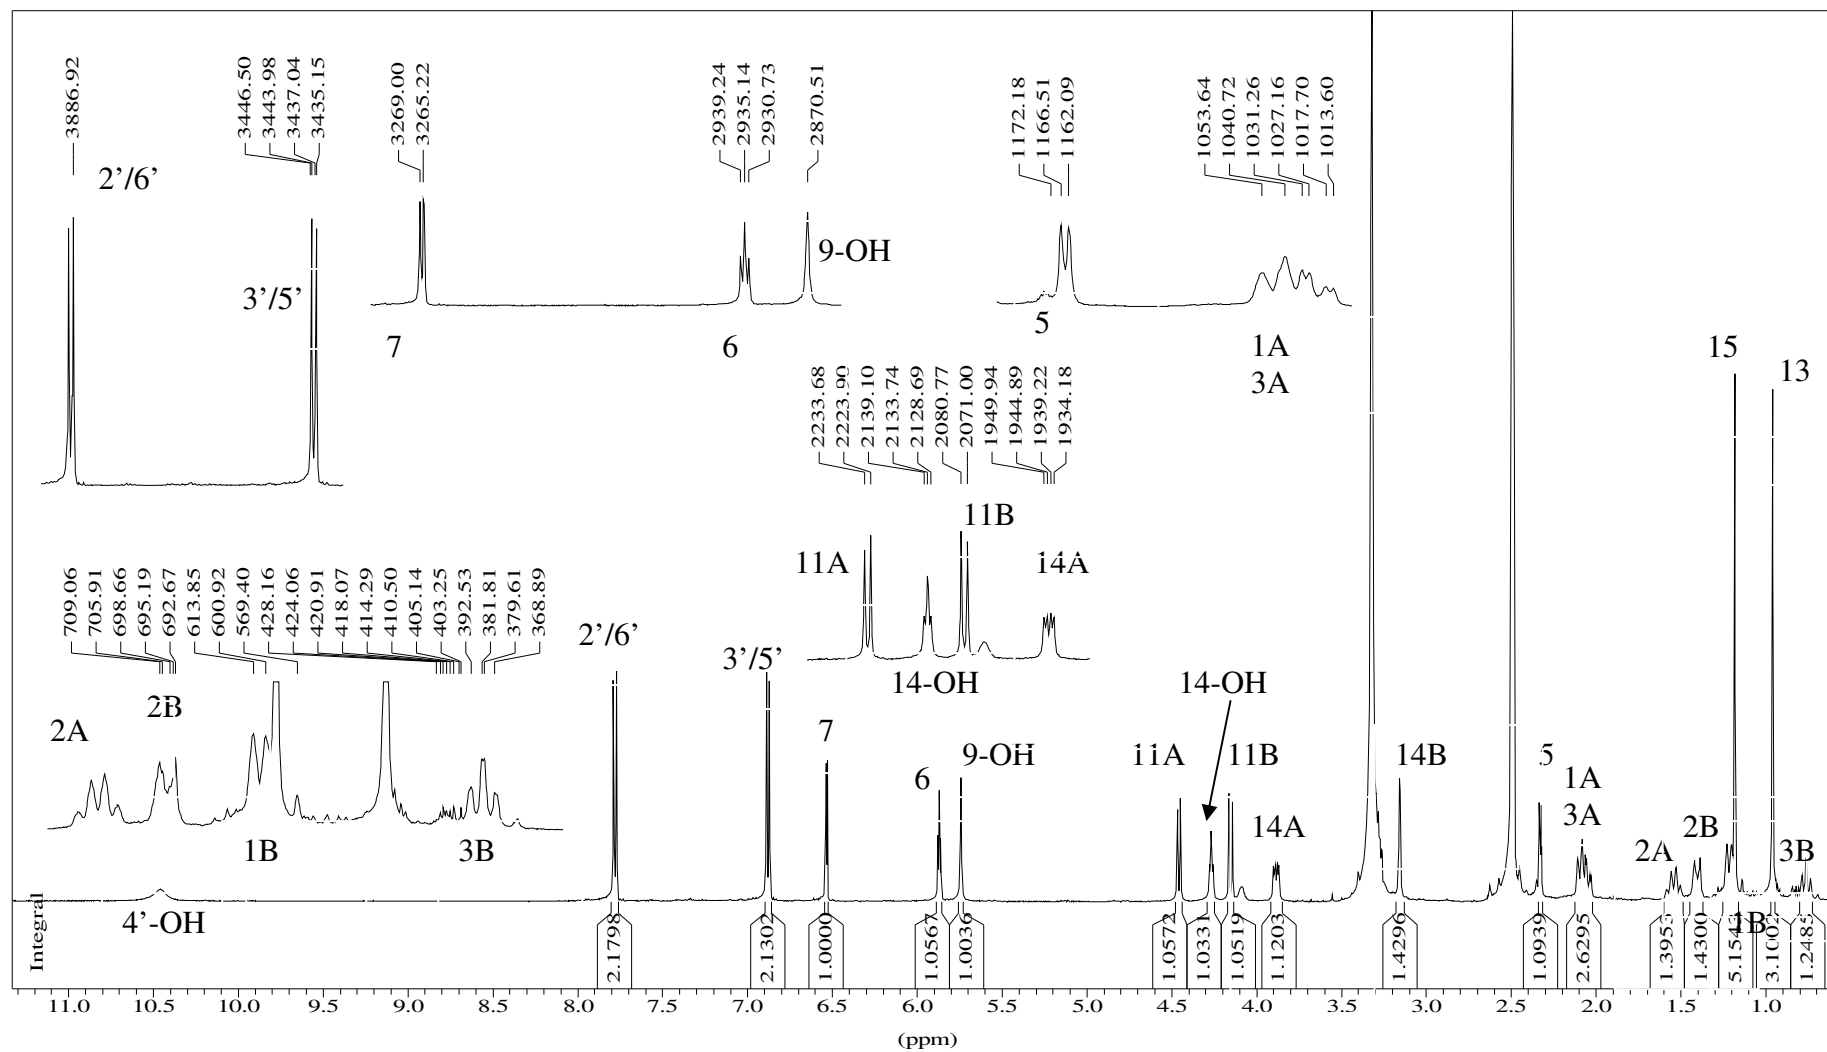 3886.92
3446.50
3443.98
3437.04
3435.15
3269.00
3265.22
2939.24
2935.14
2930.73
2870.51
1172.18
1166.51
1162.09
1053.64
1040.72
1031.26
1027.16
1017.70
1013.60
2'/6'
3'/5'
9-OH
7
6
5
1A
3A
15
13
2233.68
2223.90
2139.10
2133.74
2128.69
2080.77
2071.00
1949.94
1944.89
1939.22
1934.18
11A
11B
14A
14-OH
709.06
705.91
698.66
695.19
692.67
613.85
600.92
569.40
428.16
424.06
420.91
418.07
414.29
410.50
405.14
403.25
392.53
381.81
379.61
368.89
2A
2B
1B
3B
2'/6'
3'/5'
7
6
9-OH
11A
14-OH
11B
14A
14B
5
1A
3A
2A
2B
3B
4'-OH
1B
Integral
2.1798
2.1302
1.0000
1.0567
1.0036
1.0572
1.0331
1.0519
1.1203
1.4296
1.0939
2.6295
1.3955
1.4300
5.1543
3.1002
1.2485
11.0 10.5 10.0 9.5 9.0 8.5 8.0 7.5 7.0 6.5 6.0 5.5 5.0 4.5 4.0 3.5 3.0 2.5 2.0 1.5 1.0
(ppm)